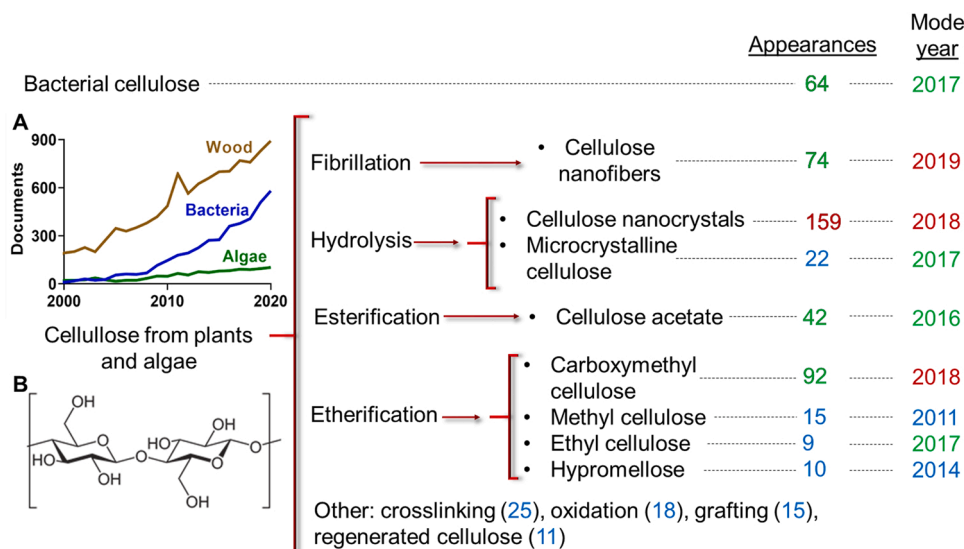 Appearances
Mode
year
Bacterial cellulose 64 2017
A
900
600
300
0
Documents
Wood
Bacteria
Algae
2000 2010 2020
Cellullose from plants
and algae
B
OH
O
HO
OH
O
HO
OH
O
OH
O
Fibrillation
• Cellulose
nanofibers 74 2019
Hydrolysis
• Cellulose nanocrystals 159 2018
• Microcrystalline
cellulose 22 2017
Esterification • Cellulose acetate 42 2016
Etherification
• Carboxymethyl
cellulose 92 2018
• Methyl cellulose 15 2011
• Ethyl cellulose 9 2017
• Hypromellose 10 2014
Other: crosslinking (25), oxidation (18), grafting (15),
regenerated cellulose (11)